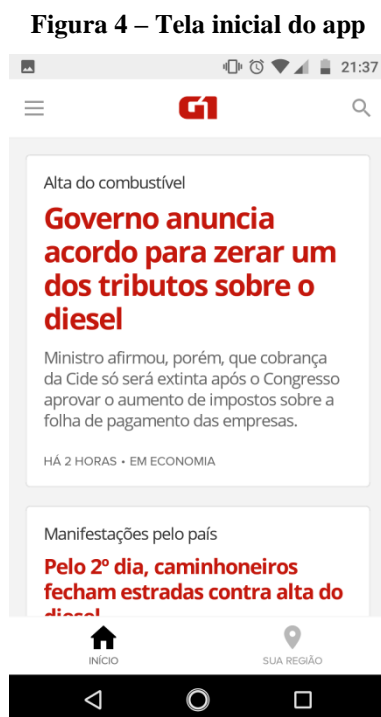 Figura 4 – Tela inicial do app
21:37
G1
Alta do combustível
Governo anuncia
acordo para zerar um
dos tributos sobre o
diesel
Ministro afirmou, porém, que cobrança
da Cide só será extinta após o Congresso
aprovar o aumento de impostos sobre a
folha de pagamento das empresas.
HÁ 2 HORAS • EM ECONOMIA
Manifestações pelo país
Pelo 2º dia, caminhoneiros
fecham estradas contra alta do
diesel
INÍCIO
SUA REGIÃO